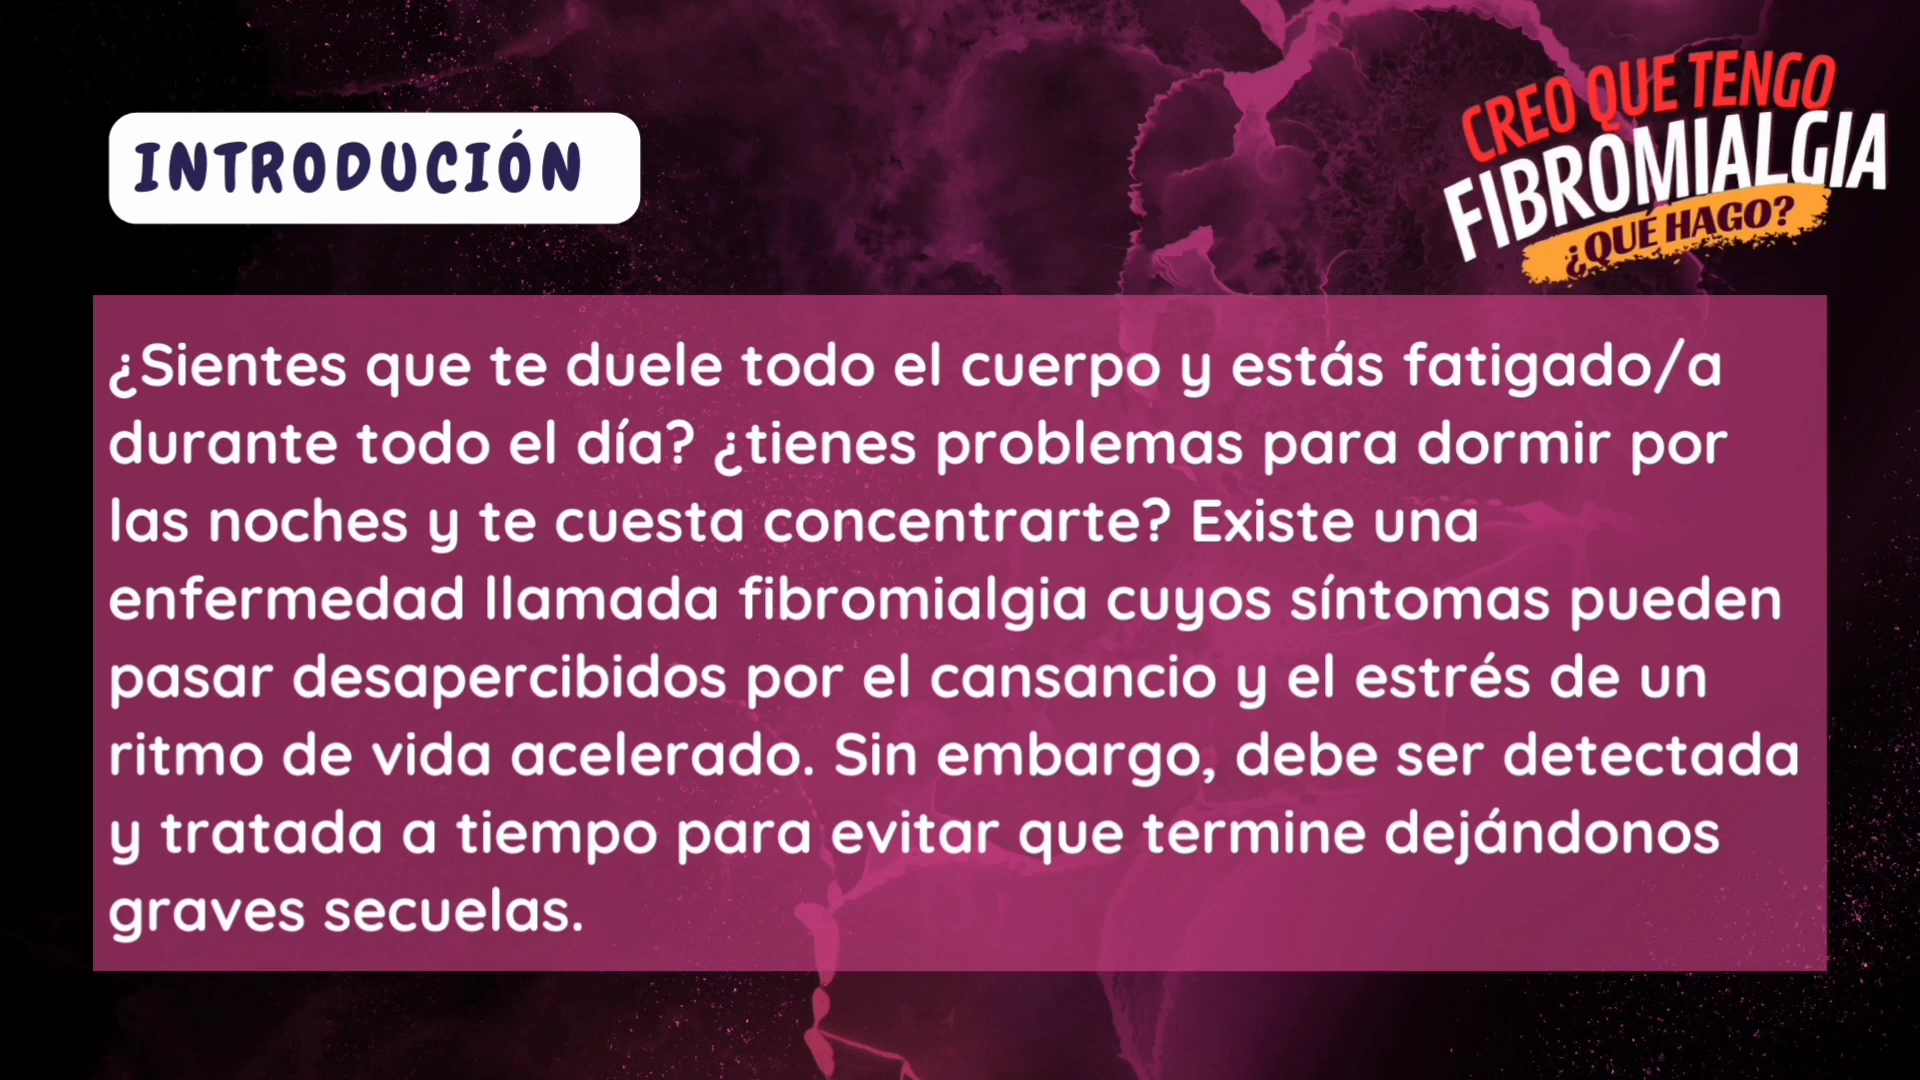 INTRODUCIÓN
CREO QUE TENGO
FIBROMIALGIA
¿QUÉ HAGO?
¿Sientes que te duele todo el cuerpo y estás fatigado/a
durante todo el día? ¿tienes problemas para dormir por
las noches y te cuesta concentrarte? Existe una
enfermedad llamada fibromialgia cuyos síntomas pueden
pasar desapercibidos por el cansancio y el estrés de un
ritmo de vida acelerado. Sin embargo, debe ser detectada
y tratada a tiempo para evitar que termine dejándonos
graves secuelas.